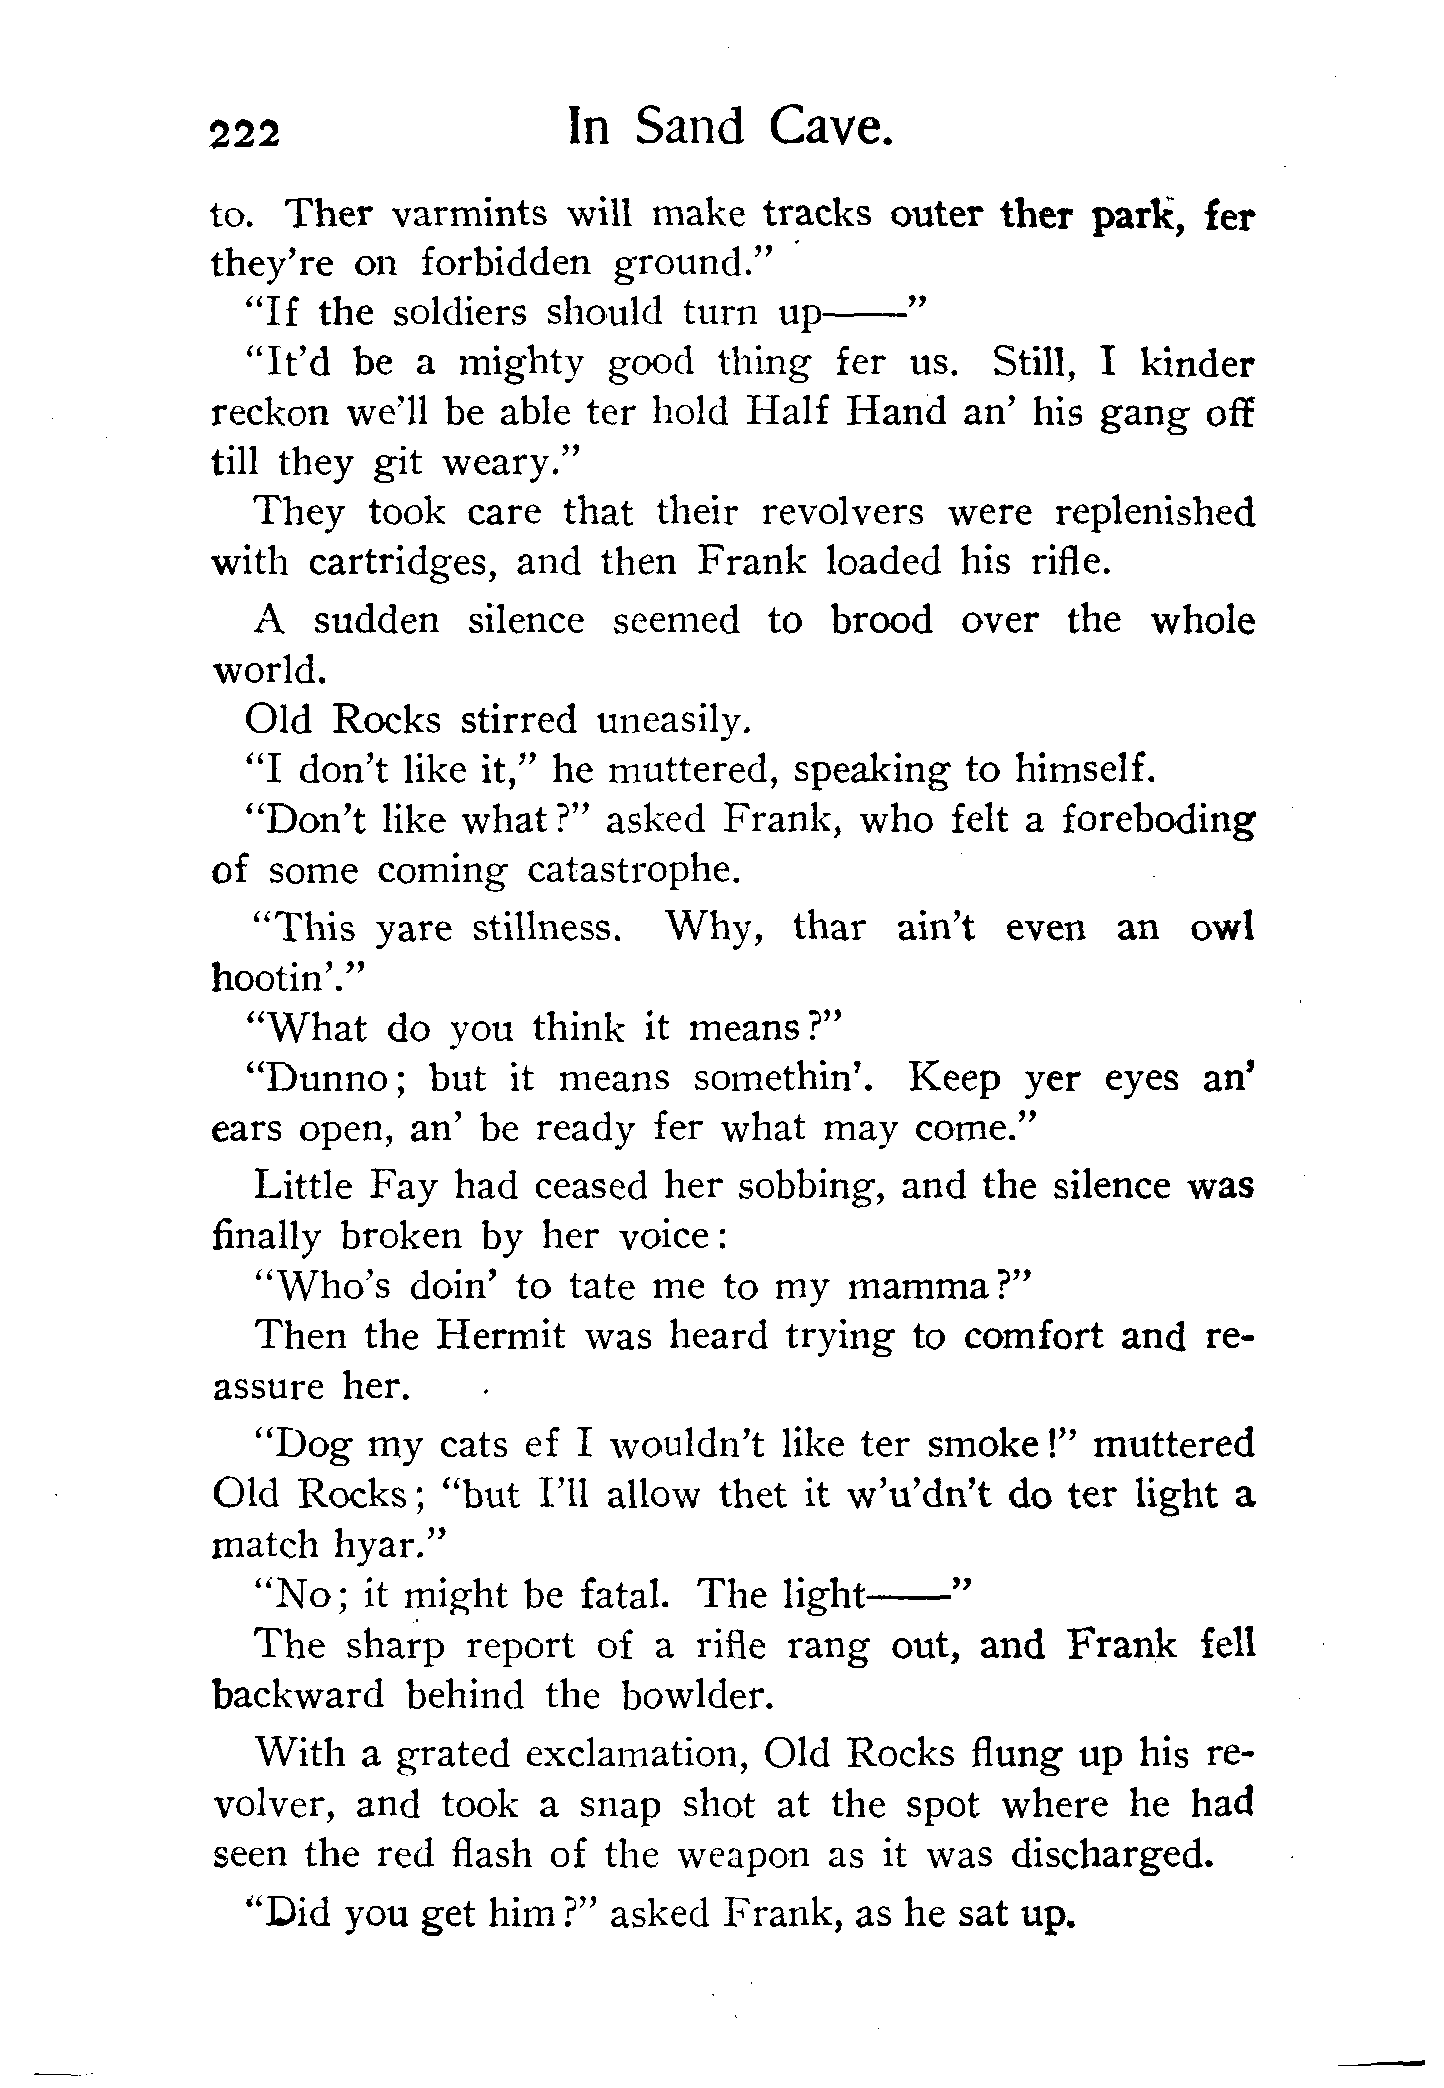 222 In Sand Cave.
to. Ther varmints will make tracks outer ther park, fer
they're on forbidden ground."
"If the soldiers should turn up——"
"It'd be a mighty good thing fer us. Still, I kinder
reckon we'll be able ter hold Half Hand an' his gang off
till they git weary."
They took care that their revolvers were replenished
with cartridges, and then Frank loaded his rifle.
A sudden silence seemed to brood over the whole
world.
Old Rocks stirred uneasily.
"I don't like it," he muttered, speaking to himself.
"Don't like what?" asked Frank, who felt a foreboding
of some coming catastrophe.
"This yare stillness. Why, thar ain't even an owl
hootin'."
"What do you think it means?"
"Dunno; but it means somethin'. Keep yer eyes an'
ears open, an' be ready fer what may come."
Little Fay had ceased her sobbing, and the silence was
finally broken by her voice:
"Who's doin' to tate me to my mamma?"
Then the Hermit was heard trying to comfort and re-
assure her.
"Dog my cats ef I wouldn't like ter smoke!" muttered
Old Rocks; "but I'll allow thet it w'u'dn't do ter light a
match hyar."
"No; it might be fatal. The light——"
The sharp report of a rifle rang out, and Frank fell
backward behind the bowlder.
With a grated exclamation, Old Rocks flung up his re-
volver, and took a snap shot at the spot where he had
seen the red flash of the weapon as it was discharged.
"Did you get him?" asked Frank, as he sat up.